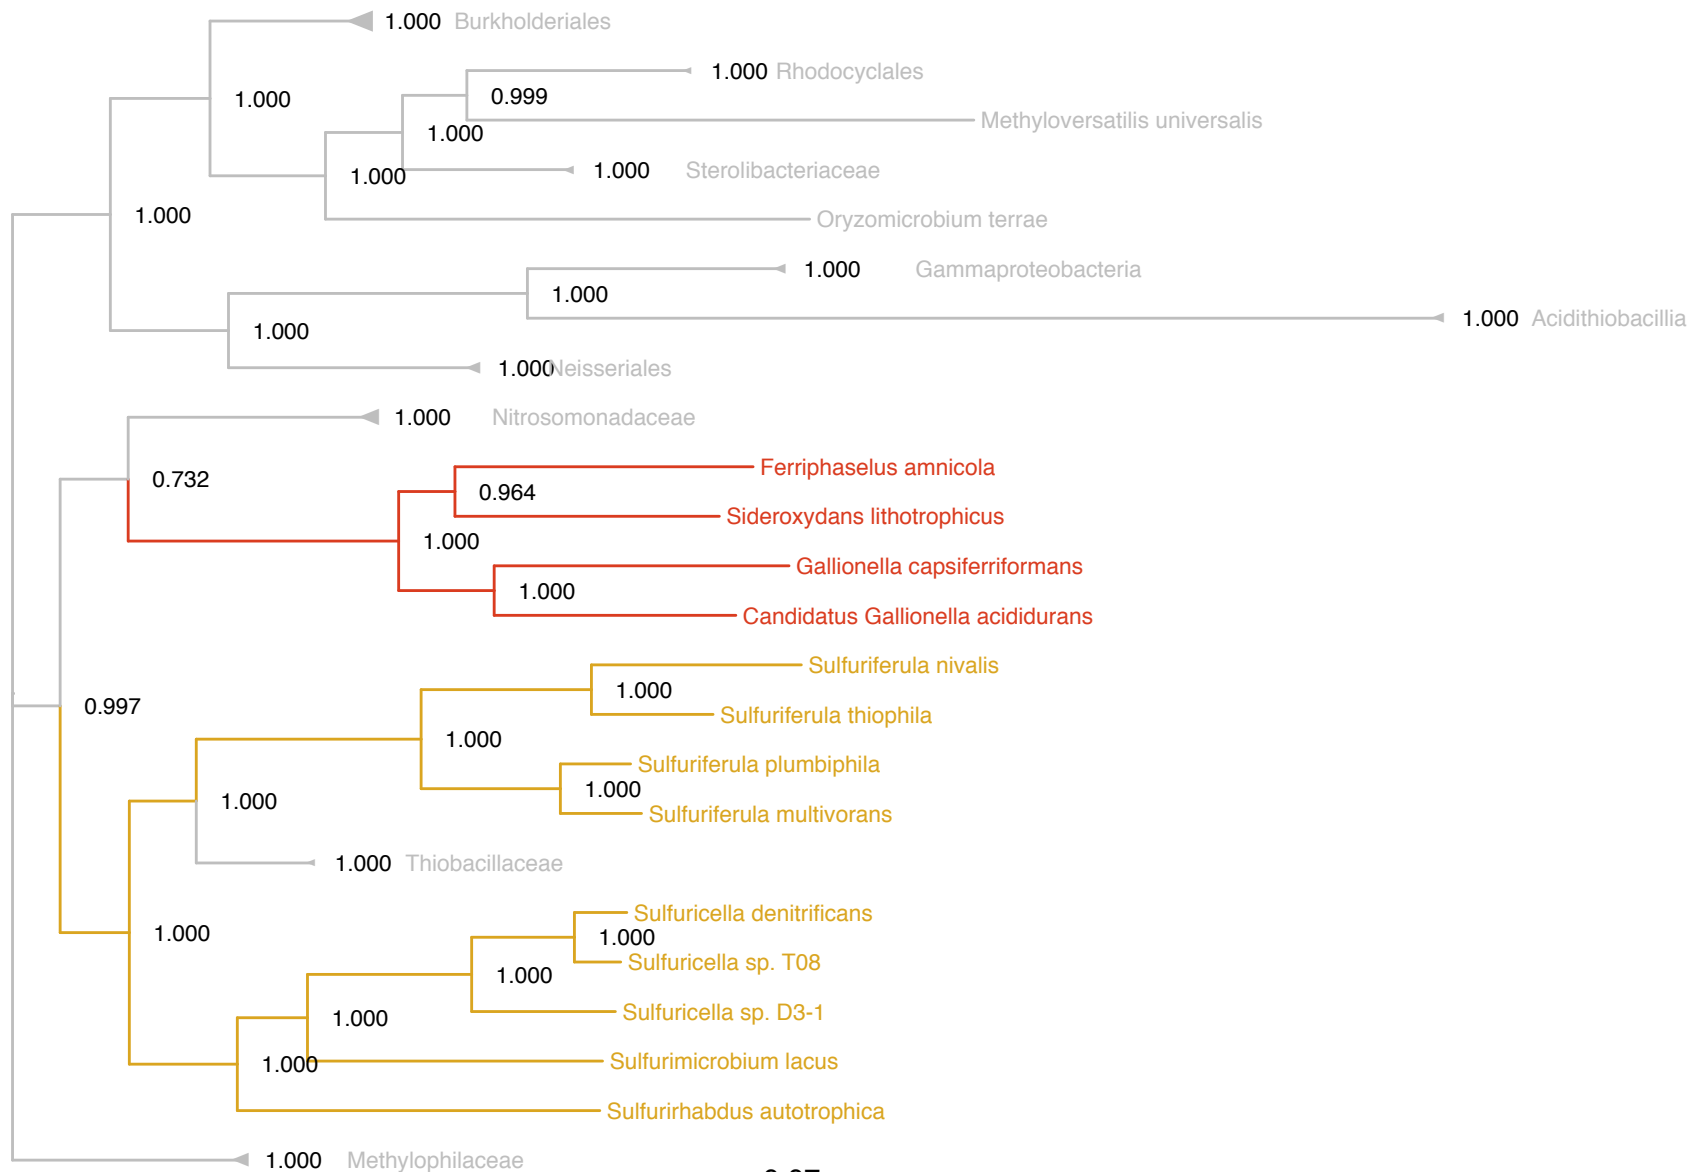 1.000 Burkholderiales
1.000 Rhodocyclales
0.999
1.000
Methyloversatilis universalis
1.000
1.000 Sterolibacteriaceae
1.000
1.000
Oryzomicrobium terrae
1.000 Gammaproteobacteria
1.000
1.000 Acidithiobacillia
1.000
1.000 Neisseriales
1.000 Nitrosomonadaceae
Ferriphaselus amnicola
0.732
0.964
Sideroxydans lithotrophicus
1.000
Gallionella capsiferriformans
1.000
Candidatus Gallionella acididurans
Sulfuriferula nivalis
1.000
0.997
Sulfuriferula thiophila
1.000
Sulfuriferula plumbiphila
1.000
1.000
Sulfuriferula multivorans
1.000 Thiobacillaceae
Sulfuricella denitrificans
1.000
1.000
Sulfuricella sp. T08
1.000
Sulfuricella sp. D3-1
1.000
1.000
Sulfurimicrobium lacus
Sulfurirhabdus autotrophica
1.000 Methylophilaceae